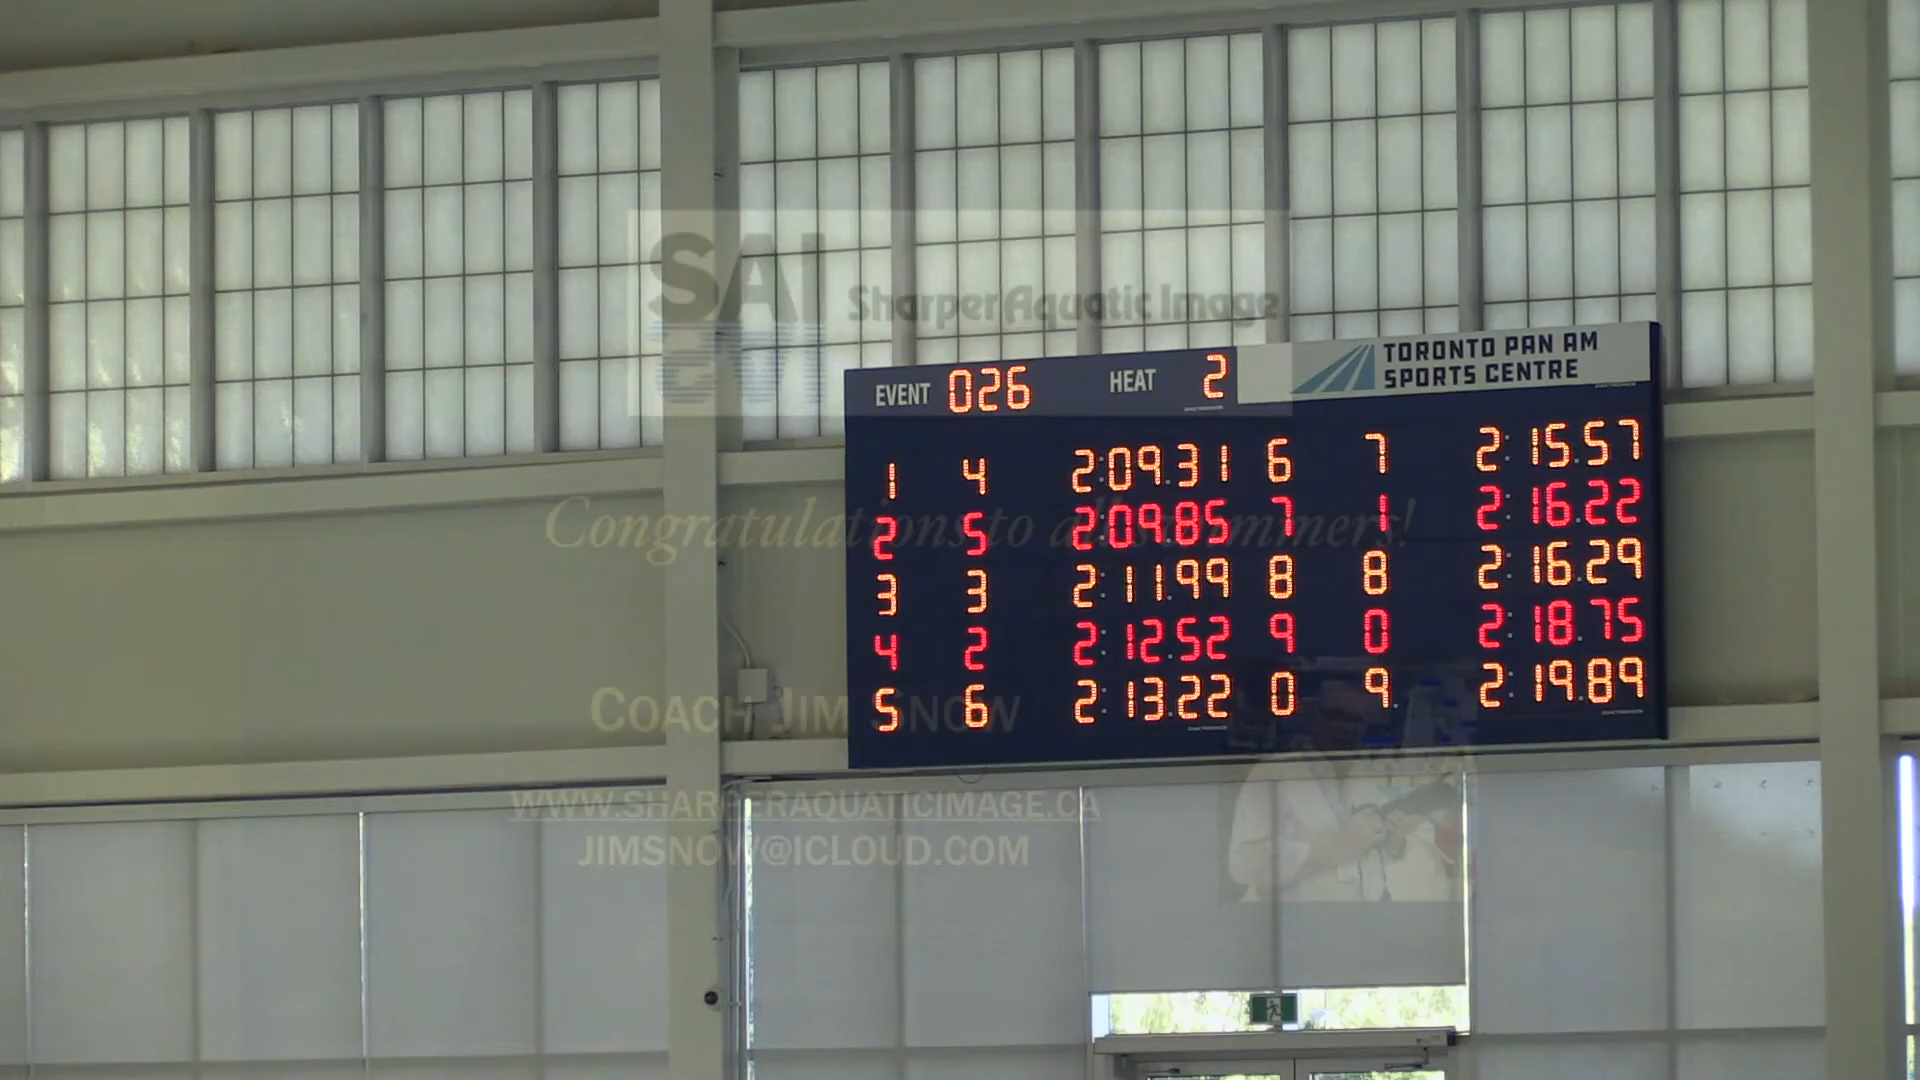 SAI Sharper Aquatic Image
TORONTO PAN AM
SPORTS CENTRE
EVENT 026 HEAT 2
1 4 2:09.31 6 7 2:15.57
2 5 2:09.85 7 1 2:16.22
3 3 2:11.99 8 8 2:16.29
4 2 2:12.52 9 0 2:18.75
5 6 2:13.22 0 9. 2:19.89
Congratulations to all swimmers!
COACH JIM SNOW
WWW.SHARPERAQUATICIMAGE.CA
JIMSNOW@ICLOUD.COM